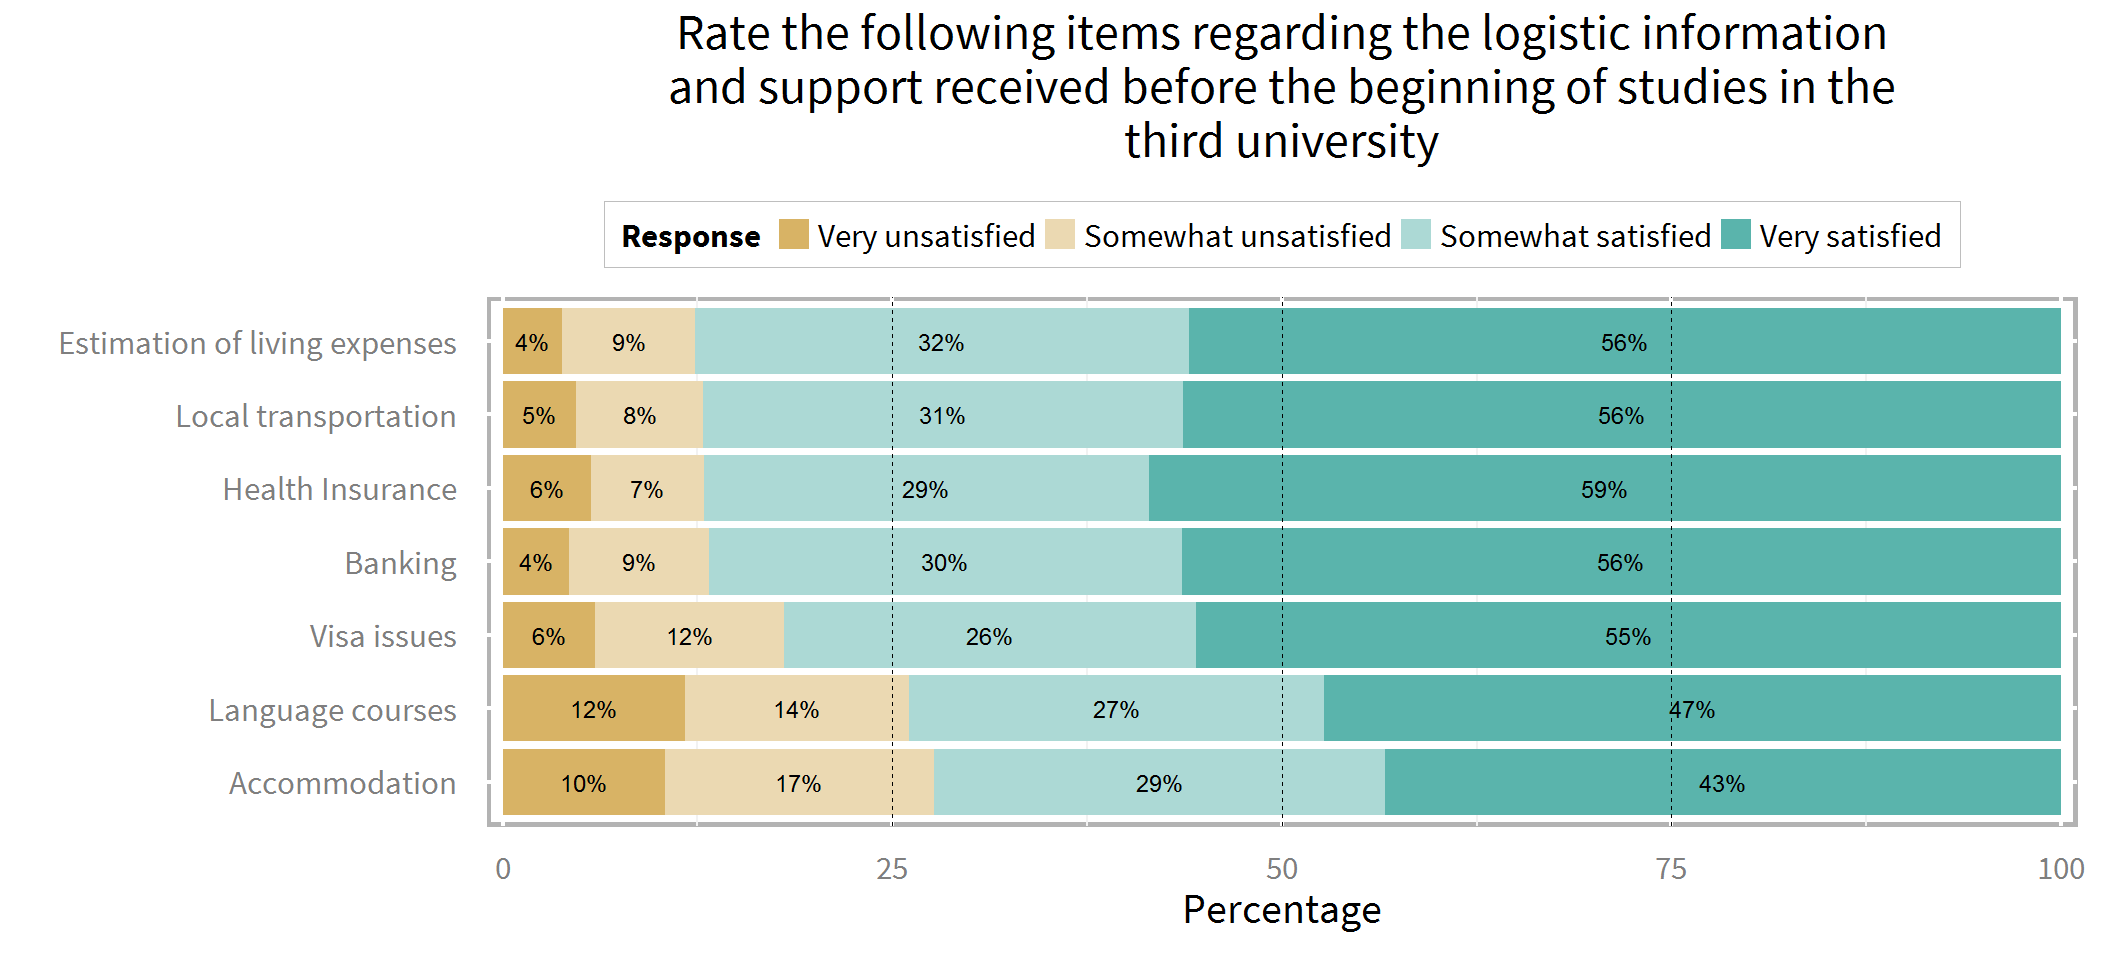 Rate the following items regarding the logistic information
and support received before the beginning of studies in the
third university
Response Very unsatisfied Somewhat unsatisfied Somewhat satisfied Very satisfied
Estimation of living expenses 4% 9% 32% 56%
Local transportation 5% 8% 31% 56%
Health Insurance 6% 7% 29% 59%
Banking 4% 9% 30% 56%
Visa issues 6% 12% 26% 55%
Language courses 12% 14% 27% 47%
Accommodation 10% 17% 29% 43%
0 25 50 75 100
Percentage